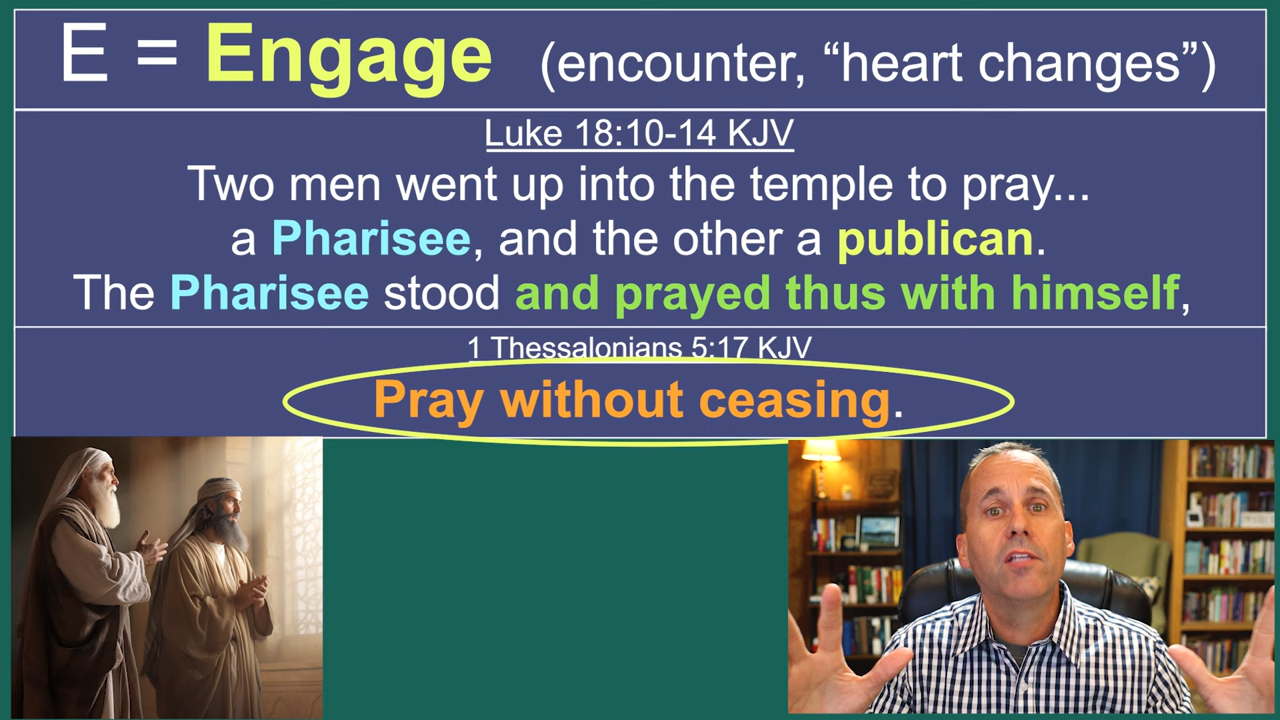 E = Engage (encounter, “heart changes”)
Luke 18:10-14 KJV
Two men went up into the temple to pray...
a Pharisee, and the other a publican.
The Pharisee stood and prayed thus with himself,
1 Thessalonians 5:17 KJV
Pray without ceasing.